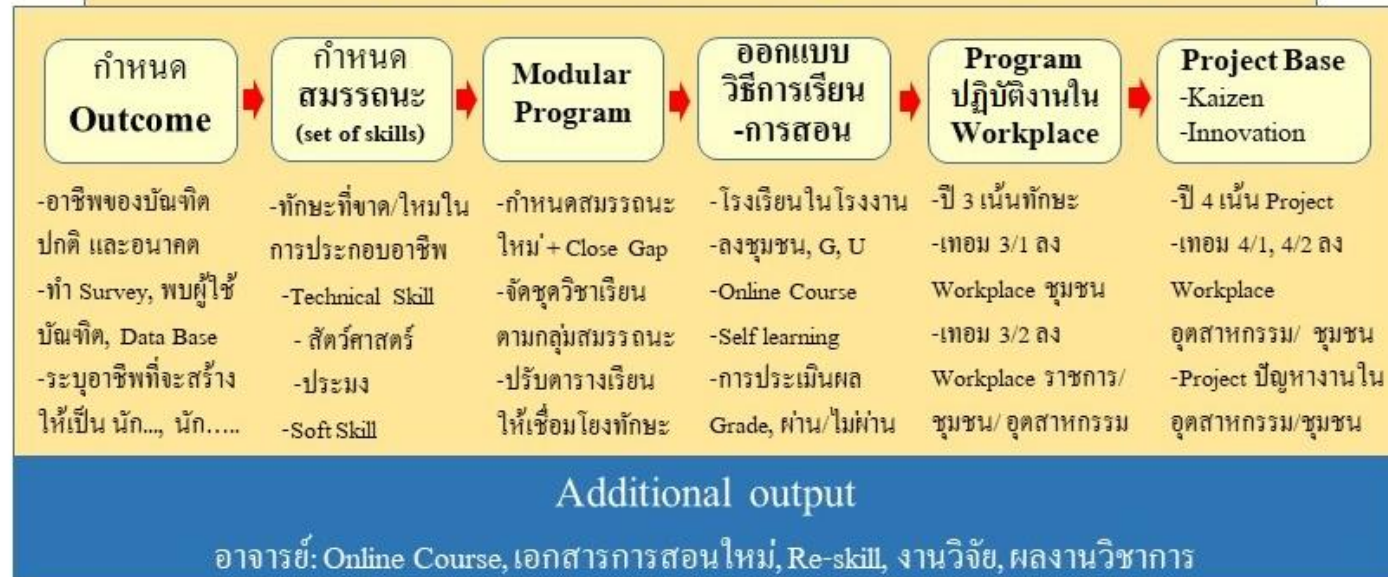 กำหนด
Outcome
กำหนด
สมรรถนะ
(set of skills)
Modular
Program
ออกแบบ
วิธีการเรียน
-การสอน
Program
ปฏิบัติงานใน
Workplace
Project Base
-Kaizen
-Innovation
-อาชีพของบัณฑิต
ปกติ และอนาคต
-ทำ Survey, พบผู้ใช้
บัณฑิต, Data Base
-ระบุอาชีพที่จะสร้าง
ให้เป็น นัก..., นัก.....
-ทักษะที่ขาด/ใหม่ใน
การประกอบอาชีพ
-Technical Skill
- สัตว์ศาสตร์
-ประมง
-Soft Skill
-กำหนดสมรรถนะ
ใหม่ + Close Gap
-จัดชุดวิชาเรียน
ตามกลุ่มสมรรถนะ
-ปรับตารางเรียน
ให้เชื่อมโยงทักษะ
-โรงเรียนในโรงงาน
-ลงชุมชน, G, U
-Online Course
-Self learning
-การประเมินผล
Grade, ผ่าน/ไม่ผ่าน
-ปี 3 เน้นทักษะ
-เทอม 3/1 ลง
Workplace ชุมชน
-เทอม 3/2 ลง
Workplace ราชการ/
ชุมชน/ อุตสาหกรรม
-ปี 4 เน้น Project
-เทอม 4/1, 4/2 ลง
Workplace
อุตสาหกรรม/ ชุมชน
-Project ปัญหางานใน
อุตสาหกรรม/ชุมชน
Additional output
อาจารย์: Online Course, เอกสารการสอนใหม่, Re-skill, งานวิจัย, ผลงานวิชาการ